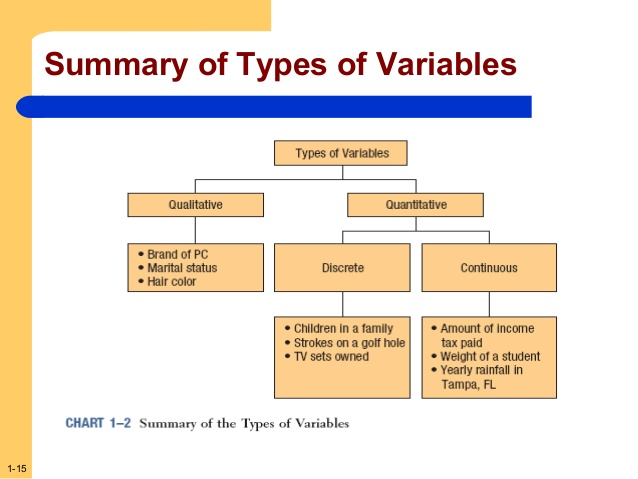 Summary of Types of Variables
Types of Variables
Qualitative
Quantitative
• Brand of PC
• Marital status
• Hair color
Discrete
Continuous
• Children in a family
• Strokes on a golf hole
• TV sets owned
• Amount of income
tax paid
• Weight of a student
• Yearly rainfall in
Tampa, FL
CHART 1–2 Summary of the Types of Variables
1-15